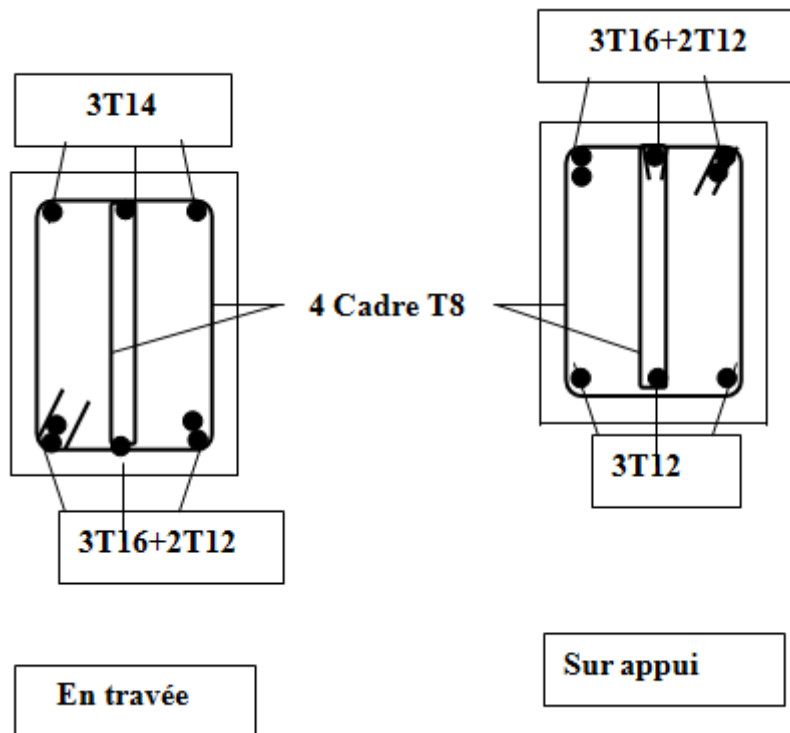 3T16+2T12
3T14
4 Cadre T8
3T12
3T16+2T12
Sur appui
En travée